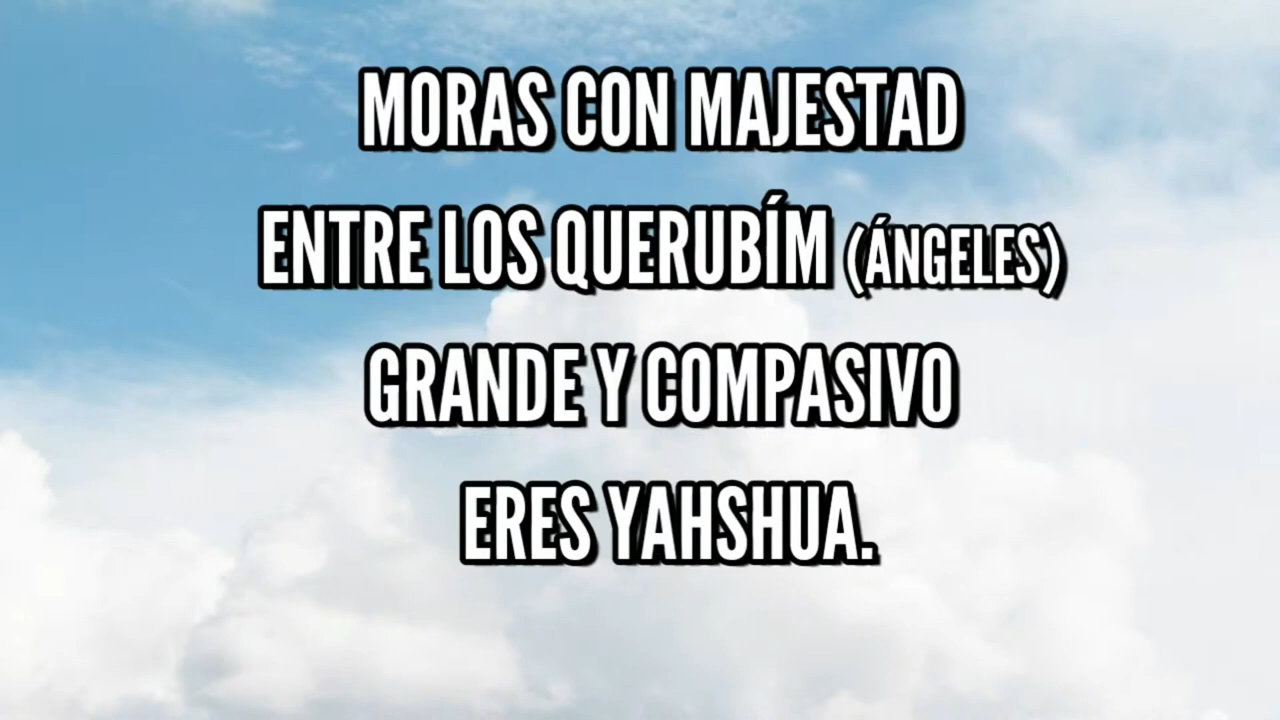 MORAS CON MAJESTAD
ENTRE LOS QUERUBÍM (ÁNGELES)
GRANDE Y COMPASIVO
ERES YAHSHUA.